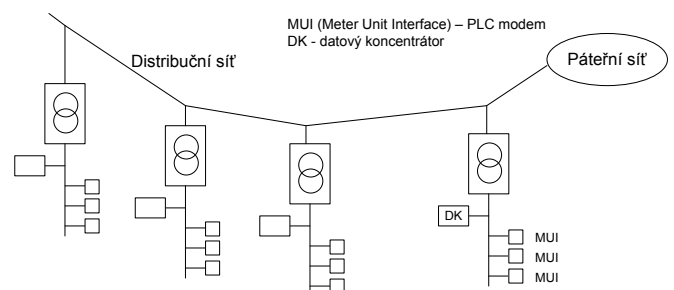 MUI (Meter Unit Interface) – PLC modem
DK - datový koncentrátor
Distribuční síť
Páteřní síť
DK
MUI
MUI
MUI